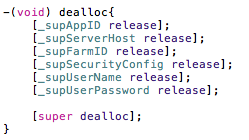 -(void) dealloc{
[_supAppID release];
[_supServerHost release];
[_supFarmID release];
[_supSecurityConfig release];
[_supUserName release];
[_supUserPassword release];
[super dealloc];
}